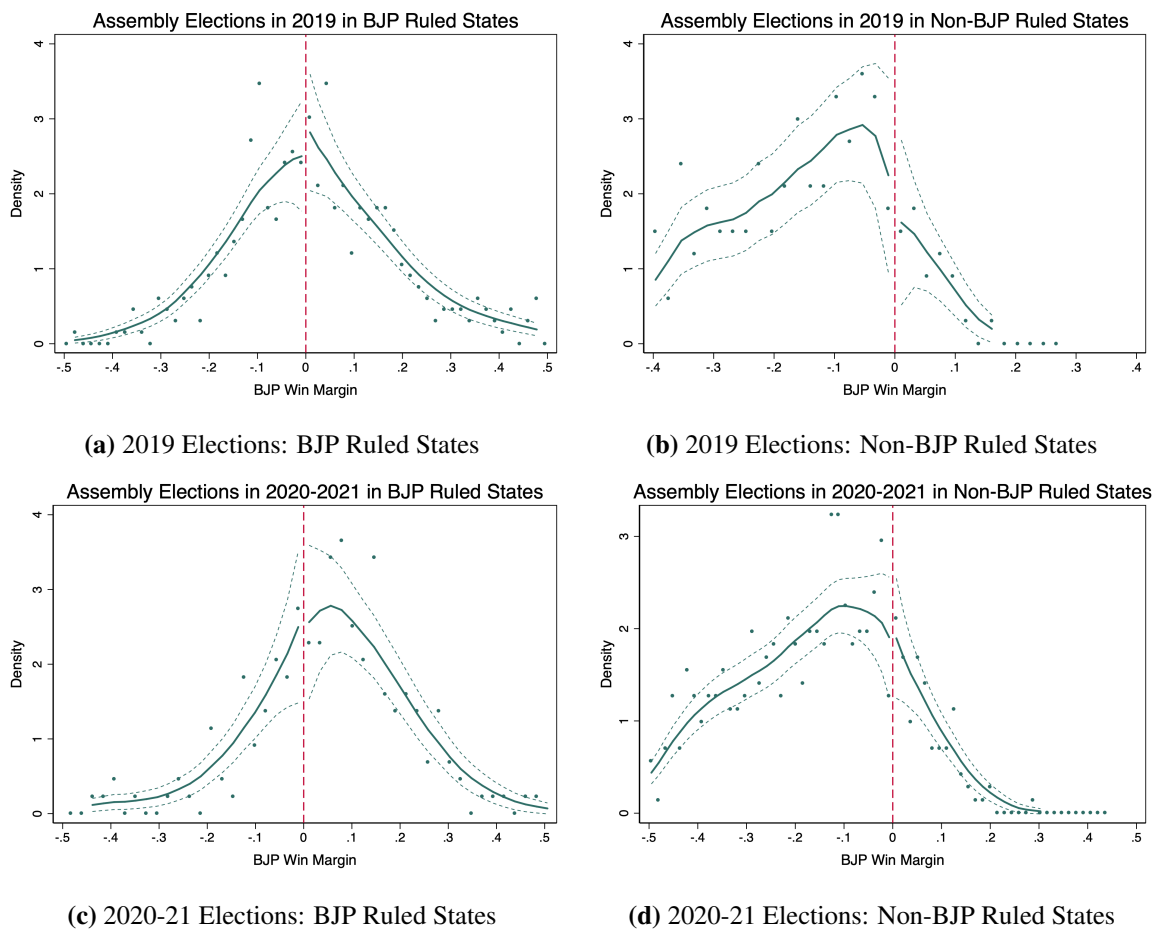 Assembly Elections in 2019 in BJP Ruled States
4
3
2
1
0
Density
-.5 -.4 -.3 -.2 -.1 0 .1 .2 .3 .4 .5
BJP Win Margin
(a) 2019 Elections: BJP Ruled States
Assembly Elections in 2019 in Non-BJP Ruled States
4
3
2
1
0
Density
-.4 -.3 -.2 -.1 0 .1 .2 .3 .4
BJP Win Margin
(b) 2019 Elections: Non-BJP Ruled States
Assembly Elections in 2020-2021 in BJP Ruled States
4
3
2
1
0
Density
-.5 -.4 -.3 -.2 -.1 0 .1 .2 .3 .4 .5
BJP Win Margin
(c) 2020-21 Elections: BJP Ruled States
Assembly Elections in 2020-2021 in Non-BJP Ruled States
3
2
1
0
Density
-.5 -.4 -.3 -.2 -.1 0 .1 .2 .3 .4 .5
BJP Win Margin
(d) 2020-21 Elections: Non-BJP Ruled States